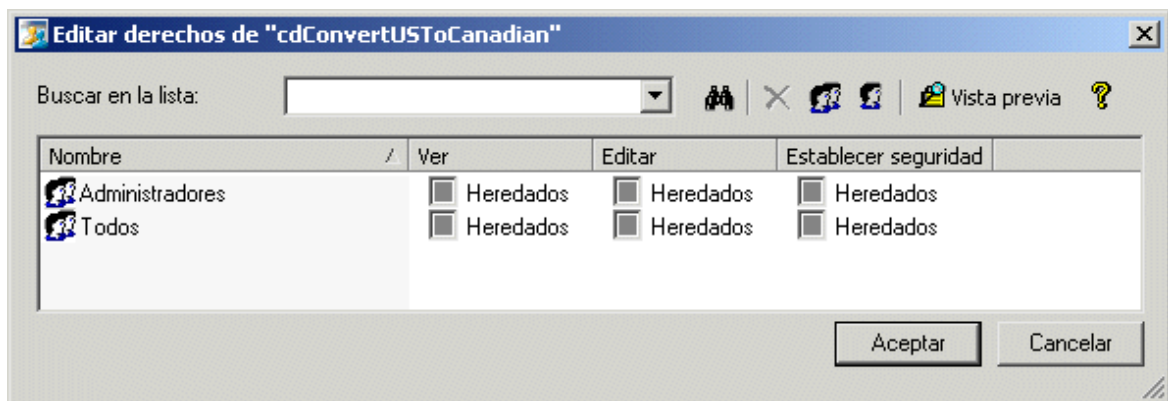 Editar derechos de "cdConvertUSToCanadian"
Buscar en la lista: Vista previa
Nombre Ver Editar Establecer seguridad
Administradores Heredados Heredados Heredados
Todos Heredados Heredados Heredados
Aceptar Cancelar